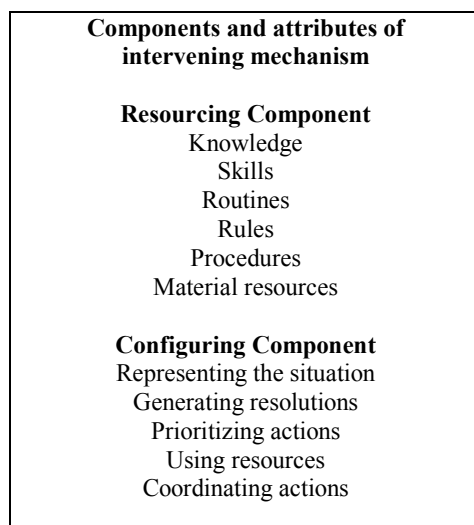 Components and attributes of
intervening mechanism
Resourcing Component
Knowledge
Skills
Routines
Rules
Procedures
Material resources
Configuring Component
Representing the situation
Generating resolutions
Prioritizing actions
Using resources
Coordinating actions